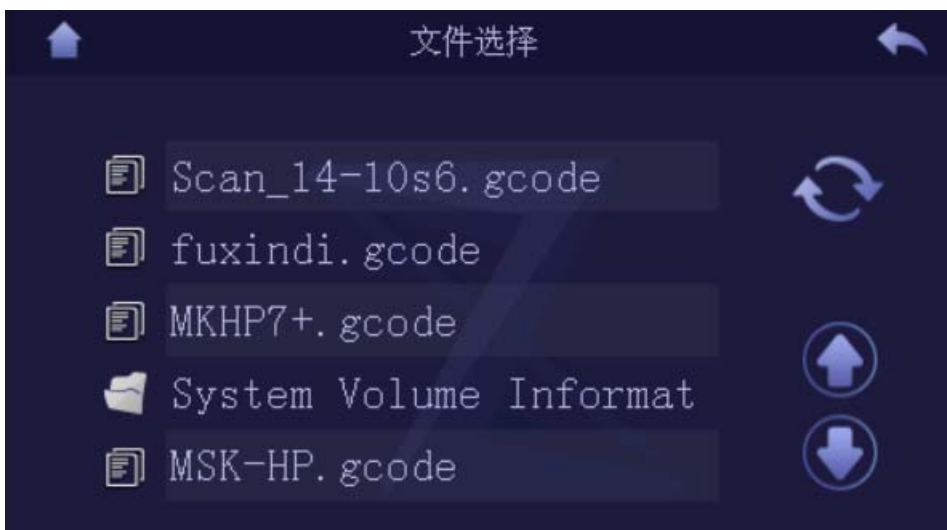 文件选择
Scan_14-10s6.gcode
fuxindi.gcode
MKHP7+.gcode
System Volume Informat
MSK-HP.gcode